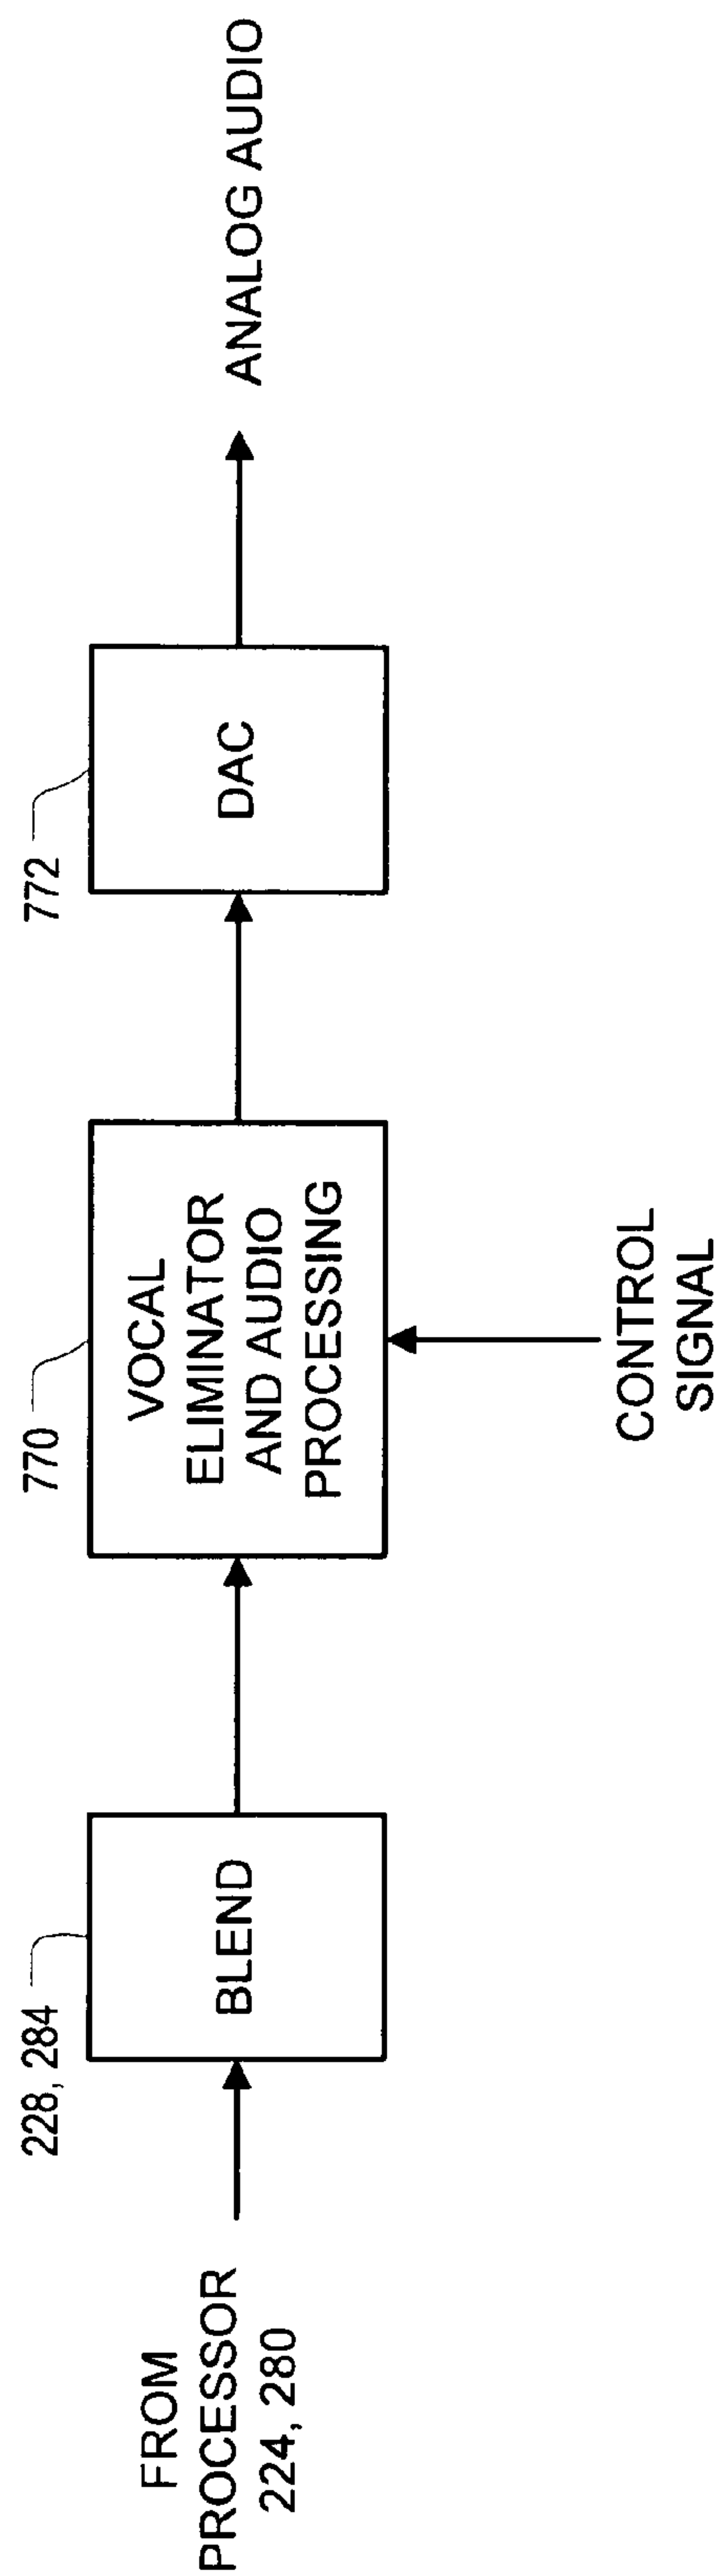 FROM
PROCESSOR
224, 280
228, 284
BLEND
770
VOCAL
ELIMINATOR
AND AUDIO
PROCESSING
CONTROL
SIGNAL
772
DAC
ANALOG AUDIO